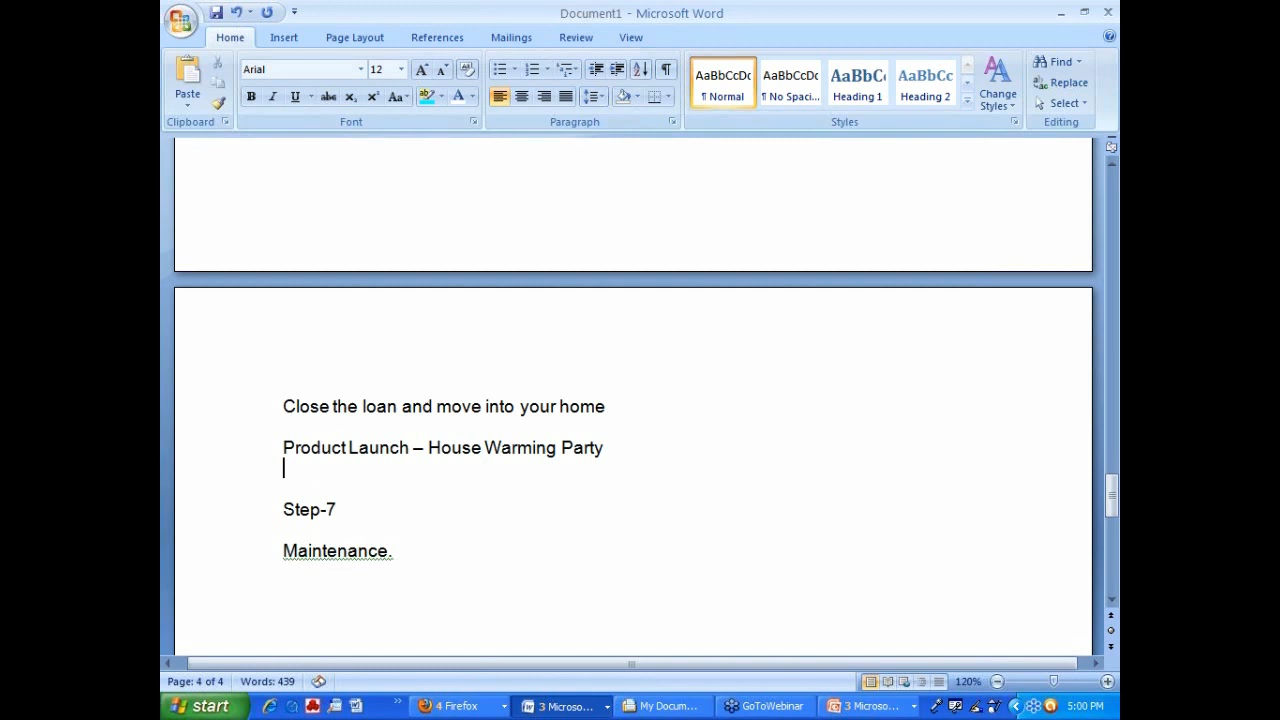 Document1 - Microsoft Word
Home Insert Page Layout References Mailings Review View
Arial 12
AaBbCcDc AaBbCcDc AaBbC AaBbCc
Paste ¶ Normal ¶ No Spaci... Heading 1 Heading 2 Change Styles
Find
Replace
Select
Clipboard Font Paragraph Styles Editing
Close the loan and move into your home
Product Launch – House Warming Party
Step-7
Maintenance.
Page: 4 of 4 Words: 439 120%
start 4 Firefox 3 Microso... My Docum... GoToWebinar 3 Microso... 5:00 PM